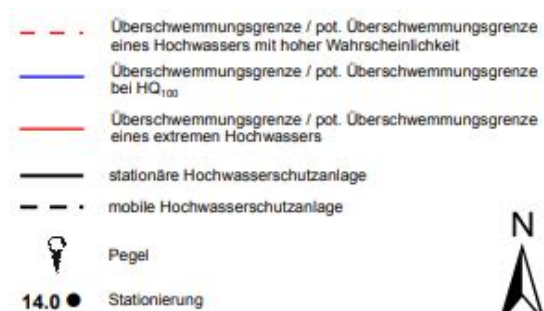 Überschwemmungsgrenze / pot. Überschwemmungsgrenze
eines Hochwassers mit hoher Wahrscheinlichkeit
Überschwemmungsgrenze / pot. Überschwemmungsgrenze
bei HQ₁₀₀
Überschwemmungsgrenze / pot. Überschwemmungsgrenze
eines extremen Hochwassers
stationäre Hochwasserschutzanlage
mobile Hochwasserschutzanlage
N
Pegel
14.0 Stationierung